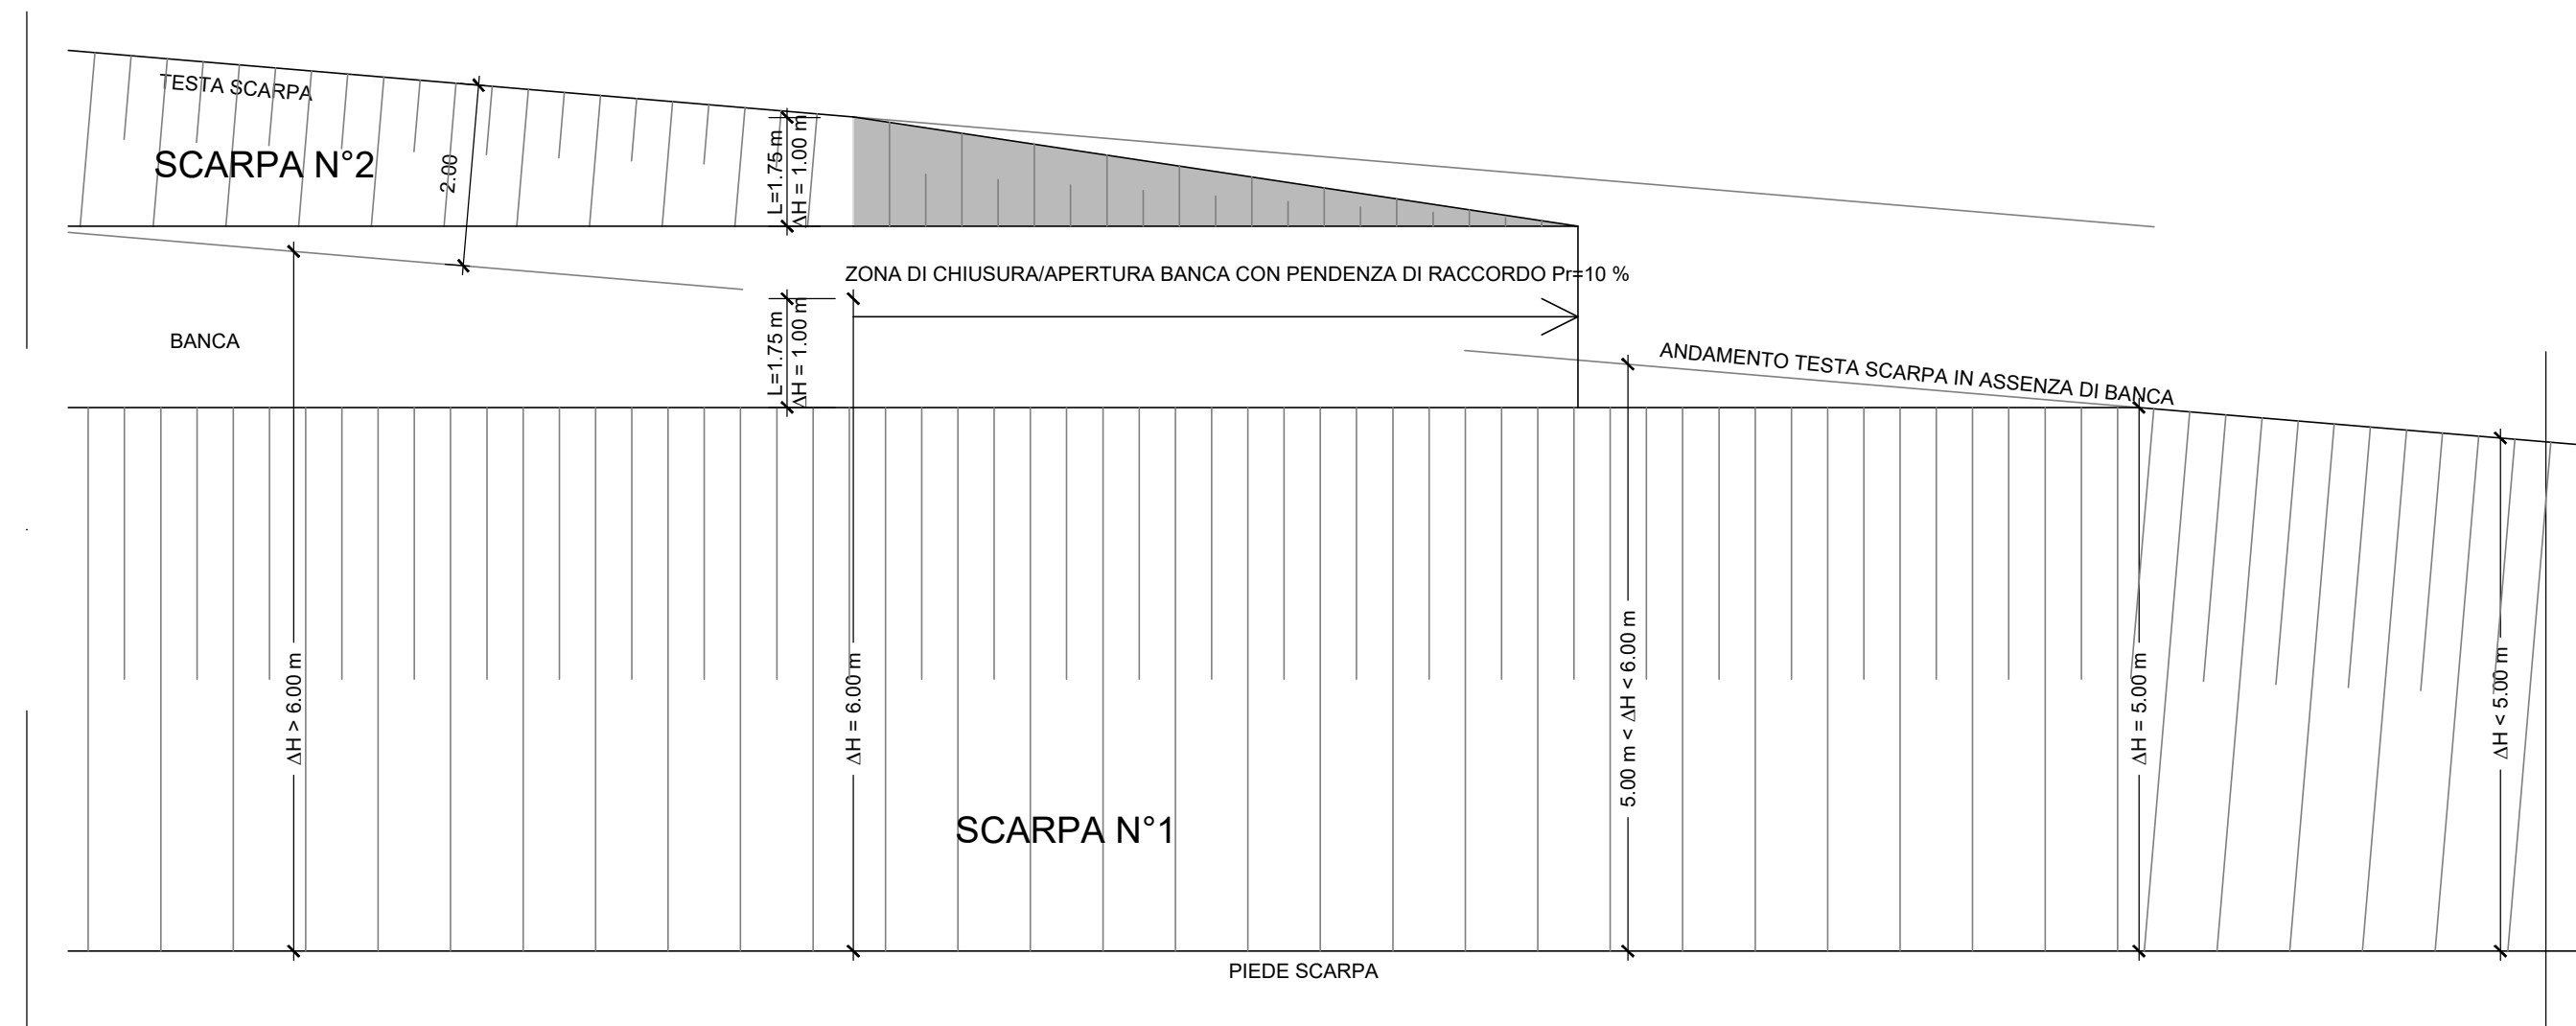 TESTA SCARPA
SCARPA N°2
2.00
L=1.75 m
ΔH = 1.00 m
ZONA DI CHIUSURA/APERTURA BANCA CON PENDENZA DI RACCORDO Pr=10 %
BANCA
L=1.75 m
ΔH = 1.00 m
ANDAMENTO TESTA SCARPA IN ASSENZA DI BANCA
ΔH > 6.00 m
ΔH = 6.00 m
5.00 m < ΔH < 6.00 m
ΔH = 5.00 m
ΔH < 5.00 m
SCARPA N°1
PIEDE SCARPA